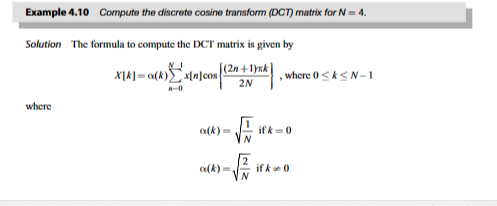 Example 4.10 Compute the discrete cosine transform (DCT) matrix for N = 4.
Solution The formula to compute the DCT matrix is given by
X[k] = α(k) ∑_{n=0}^{N-1} x[n]cos{(2n+1)πk / 2N}, where 0 ≤ k ≤ N − 1
where
α(k) = √(1/N) if k = 0
α(k) = √(2/N) if k ≠ 0